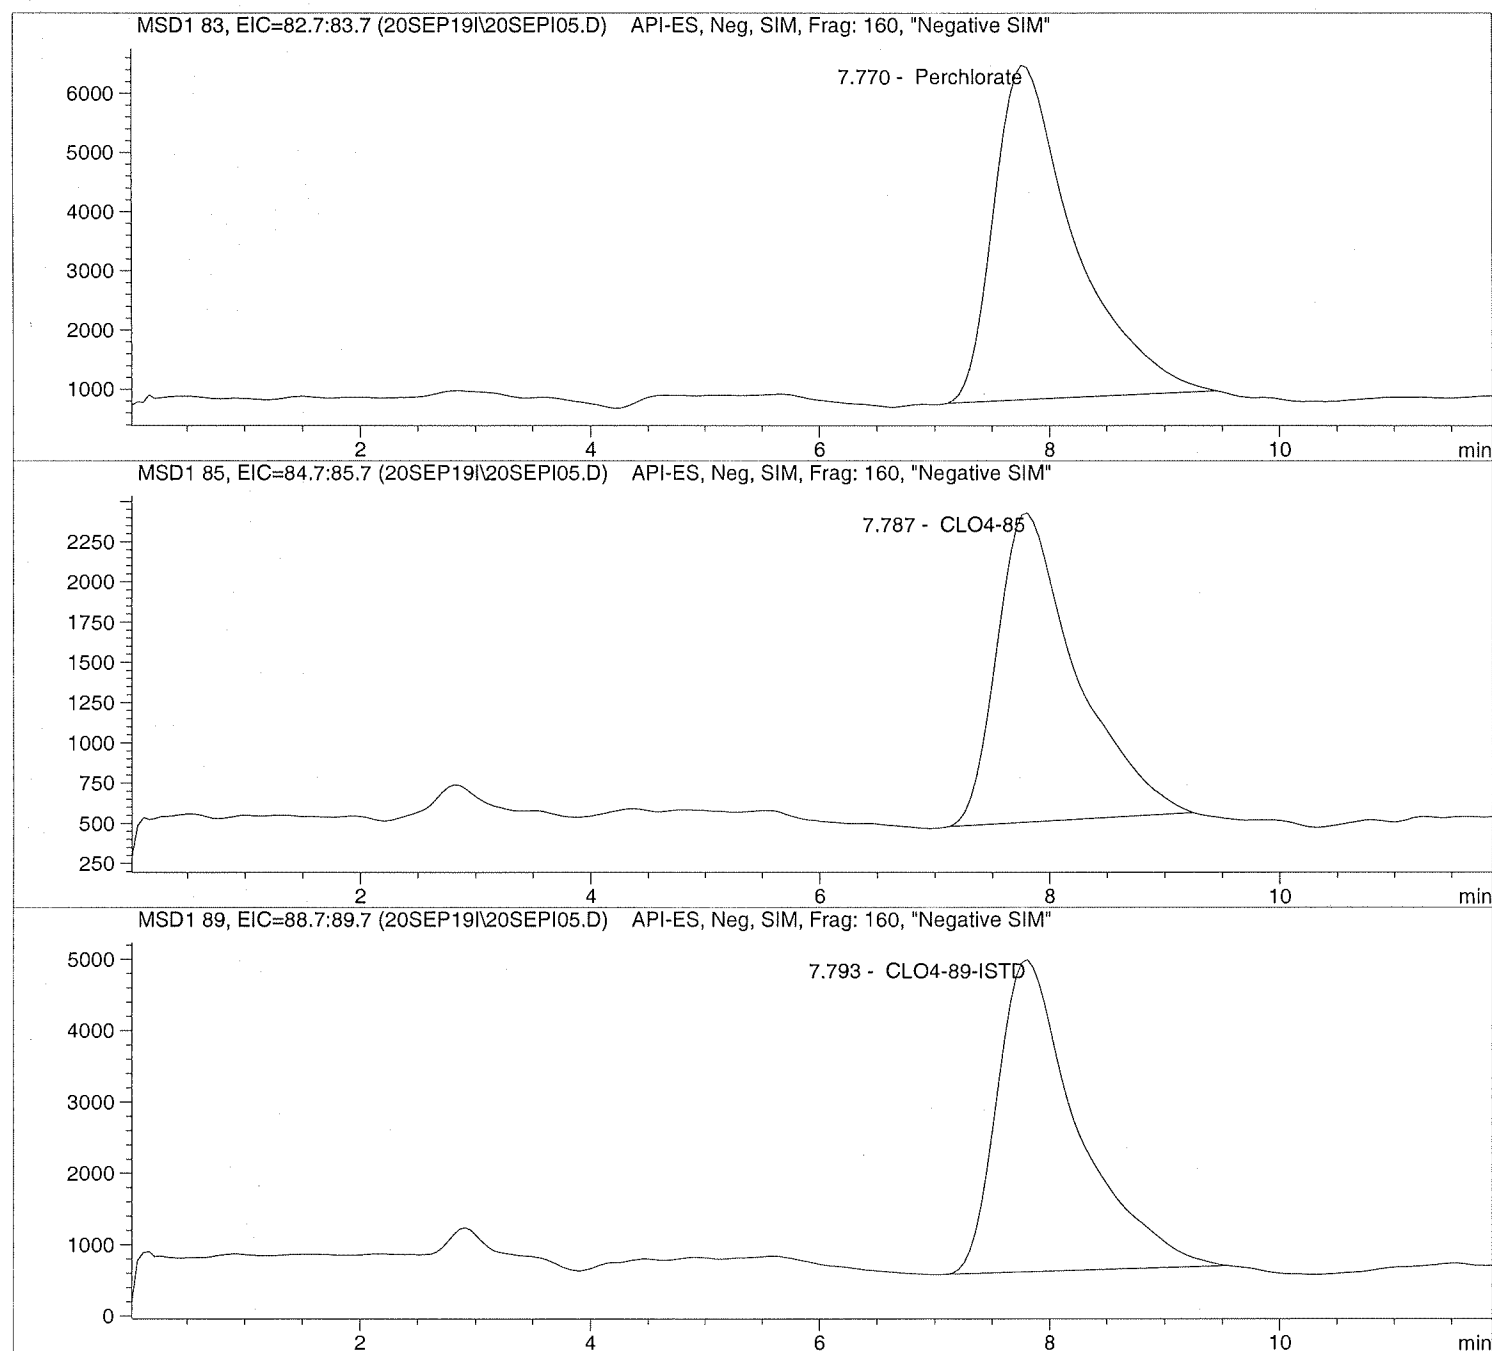 MSD1 83, EIC=82.7:83.7 (20SEP19I\20SEPI05.D) API-ES, Neg, SIM, Frag: 160, "Negative SIM"
7.770 - Perchlorate
6000
5000
4000
3000
2000
1000
2 4 6 8 10 min
MSD1 85, EIC=84.7:85.7 (20SEP19I\20SEPI05.D) API-ES, Neg, SIM, Frag: 160, "Negative SIM"
7.787 - CLO4-85
2250
2000
1750
1500
1250
1000
750
500
250
2 4 6 8 10 min
MSD1 89, EIC=88.7:89.7 (20SEP19I\20SEPI05.D) API-ES, Neg, SIM, Frag: 160, "Negative SIM"
7.793 - CLO4-89-ISTD
5000
4000
3000
2000
1000
0
2 4 6 8 10 min